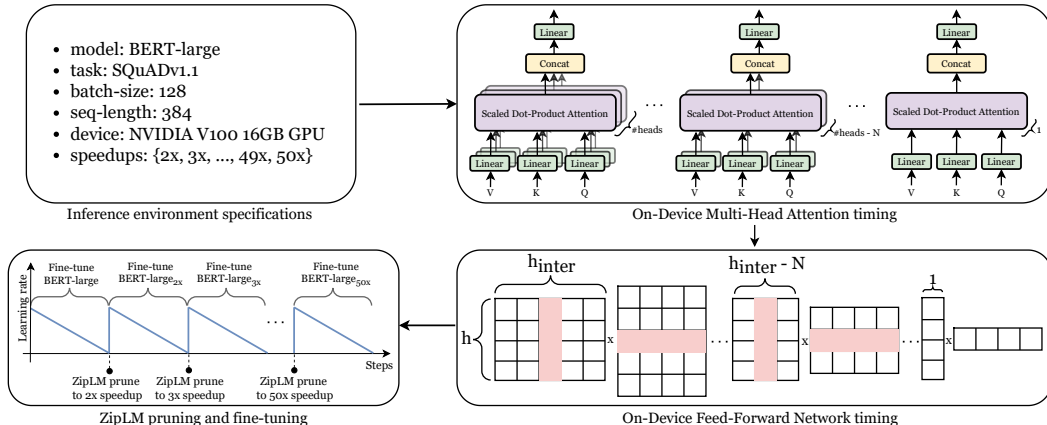 • model: BERT-large
• task: SQuADv1.1
• batch-size: 128
• seq-length: 384
• device: NVIDIA V100 16GB GPU
• speedups: {2x, 3x, ..., 49x, 50x}
Inference environment specifications
Linear Linear Linear
Concat Concat Concat
Scaled Dot-Product Attention ... Scaled Dot-Product Attention ... Scaled Dot-Product Attention
#heads #heads - N 1
Linear Linear Linear Linear Linear Linear Linear Linear Linear
V K Q V K Q V K Q
On-Device Multi-Head Attention timing
Fine-tune Fine-tune Fine-tune Fine-tune
BERT-large BERT-large2x BERT-large3x BERT-large50x
Learning rate
...
Steps
ZipLM prune ZipLM prune ZipLM prune
to 2x speedup to 3x speedup to 50x speedup
ZipLM pruning and fine-tuning
hinter hinter - N 1
h x ... x ... x
On-Device Feed-Forward Network timing